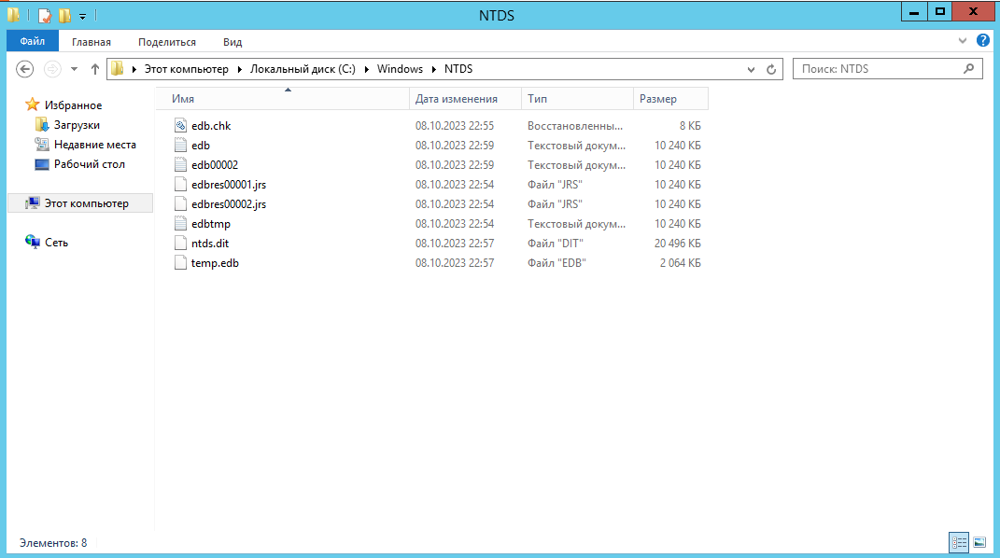 NTDS
Файл Главная Поделиться Вид
Этот компьютер Локальный диск (C:) Windows NTDS Поиск: NTDS
Избранное
Загрузки
Недавние места
Рабочий стол
Этот компьютер
Сеть
Имя Дата изменения Тип Размер
edb.chk 08.10.2023 22:55 Восстановленны... 8 КБ
edb 08.10.2023 22:59 Текстовый докум... 10 240 КБ
edb00002 08.10.2023 22:59 Текстовый докум... 10 240 КБ
edbres00001.jrs 08.10.2023 22:54 Файл "JRS" 10 240 КБ
edbres00002.jrs 08.10.2023 22:54 Файл "JRS" 10 240 КБ
edbtmp 08.10.2023 22:54 Текстовый докум... 10 240 КБ
ntds.dit 08.10.2023 22:57 Файл "DIT" 20 496 КБ
temp.edb 08.10.2023 22:57 Файл "EDB" 2 064 КБ
Элементов: 8